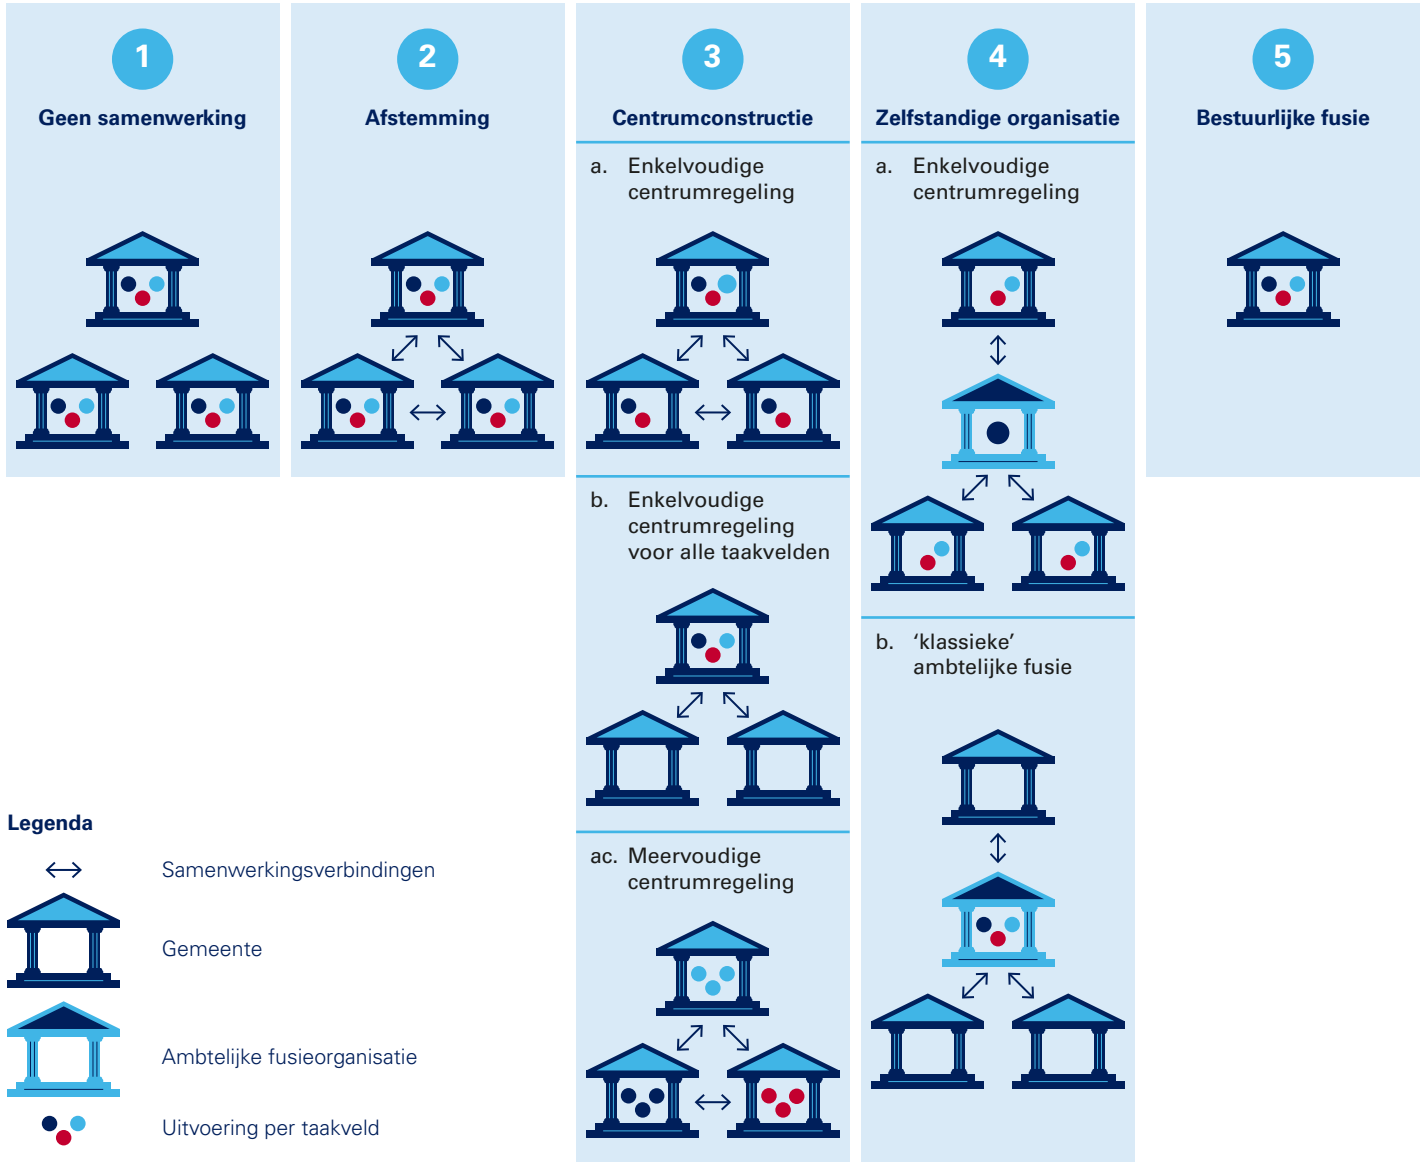 1
Geen samenwerking
2
Afstemming
3
Centrumconstructie
a. Enkelvoudige
centrumregeling
b. Enkelvoudige
centrumregeling
voor alle taakvelden
ac. Meervoudige
centrumregeling
4
Zelfstandige organisatie
a. Enkelvoudige
centrumregeling
b. ‘klassieke’
ambtelijke fusie
5
Bestuurlijke fusie
Legenda
Samenwerkingsverbindingen
Gemeente
Ambtelijke fusieorganisatie
Uitvoering per taakveld